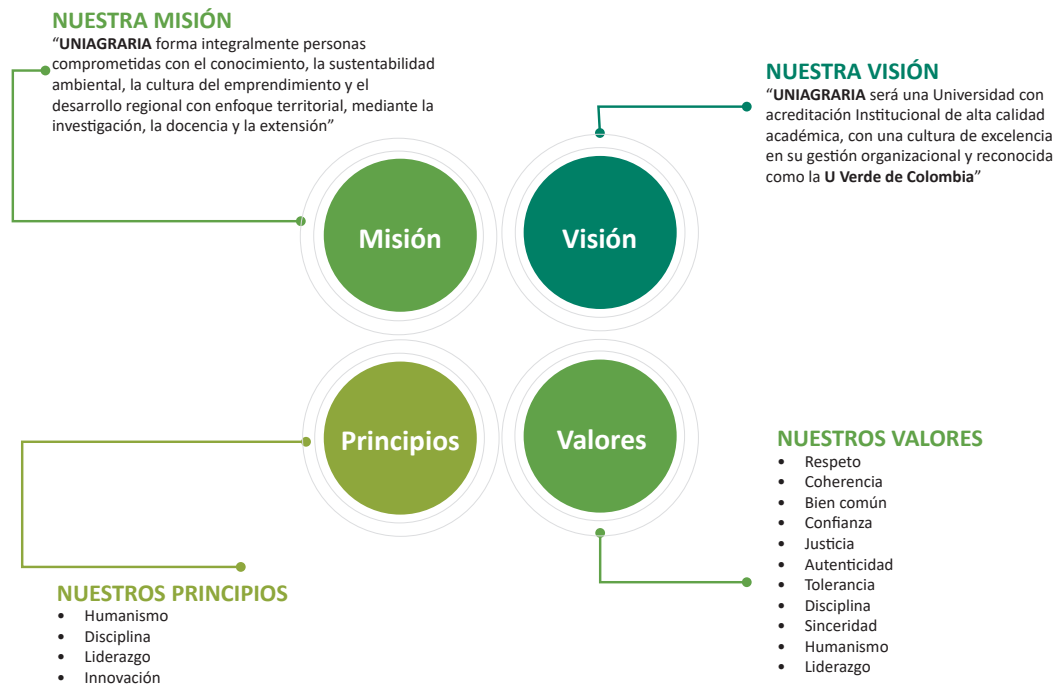 NUESTRA MISIÓN
“UNIAGRARIA forma integralmente personas
comprometidas con el conocimiento, la sustentabilidad
ambiental, la cultura del emprendimiento y el
desarrollo regional con enfoque territorial, mediante la
investigación, la docencia y la extensión”
NUESTRA VISIÓN
“UNIAGRARIA será una Universidad con
acreditación Institucional de alta calidad
académica, con una cultura de excelencia
en su gestión organizacional y reconocida
como la U Verde de Colombia”
Misión
Visión
Principios
Valores
NUESTROS PRINCIPIOS
• Humanismo
• Disciplina
• Liderazgo
• Innovación
NUESTROS VALORES
• Respeto
• Coherencia
• Bien común
• Confianza
• Justicia
• Autenticidad
• Tolerancia
• Disciplina
• Sinceridad
• Humanismo
• Liderazgo